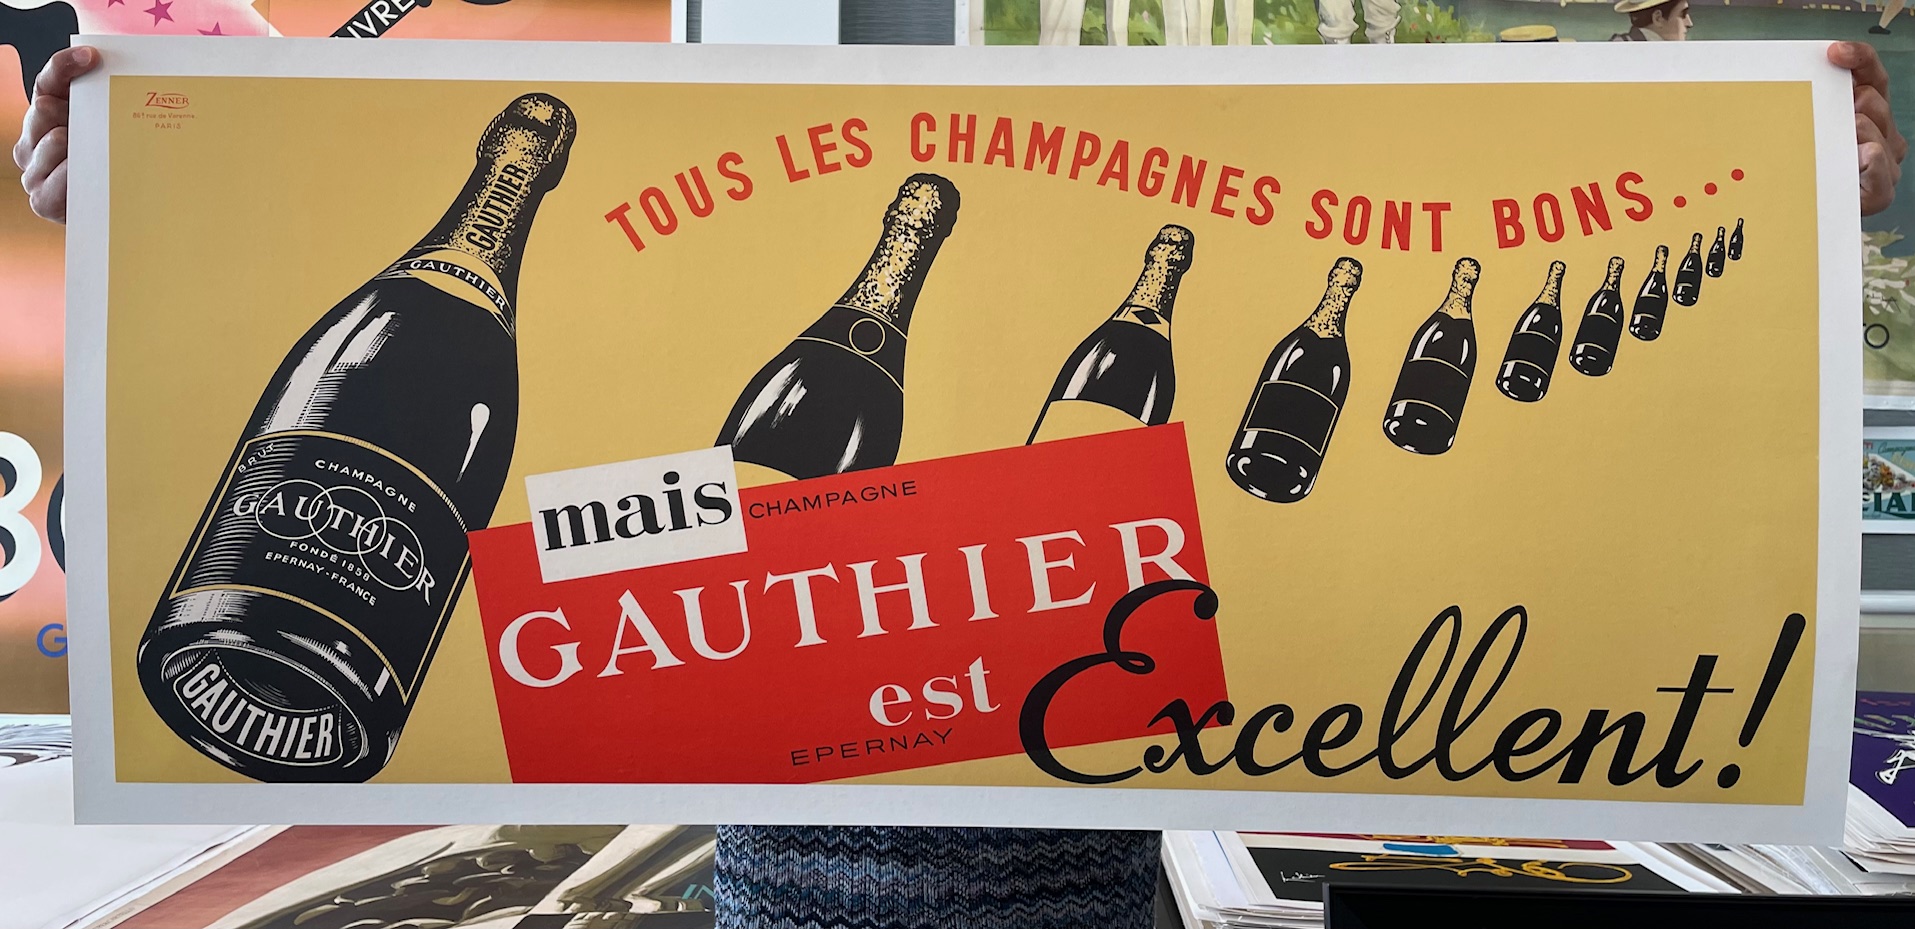 ZENNER
PARIS
TOUS LES CHAMPAGNES SONT BONS...
GAUTHIER
GAUTHIER
BRUT
CHAMPAGNE
GAUTHIER
FONDÉ 1858
EPERNAY-FRANCE
GAUTHIER
mais CHAMPAGNE
GAUTHIER
est Excellent!
EPERNAY